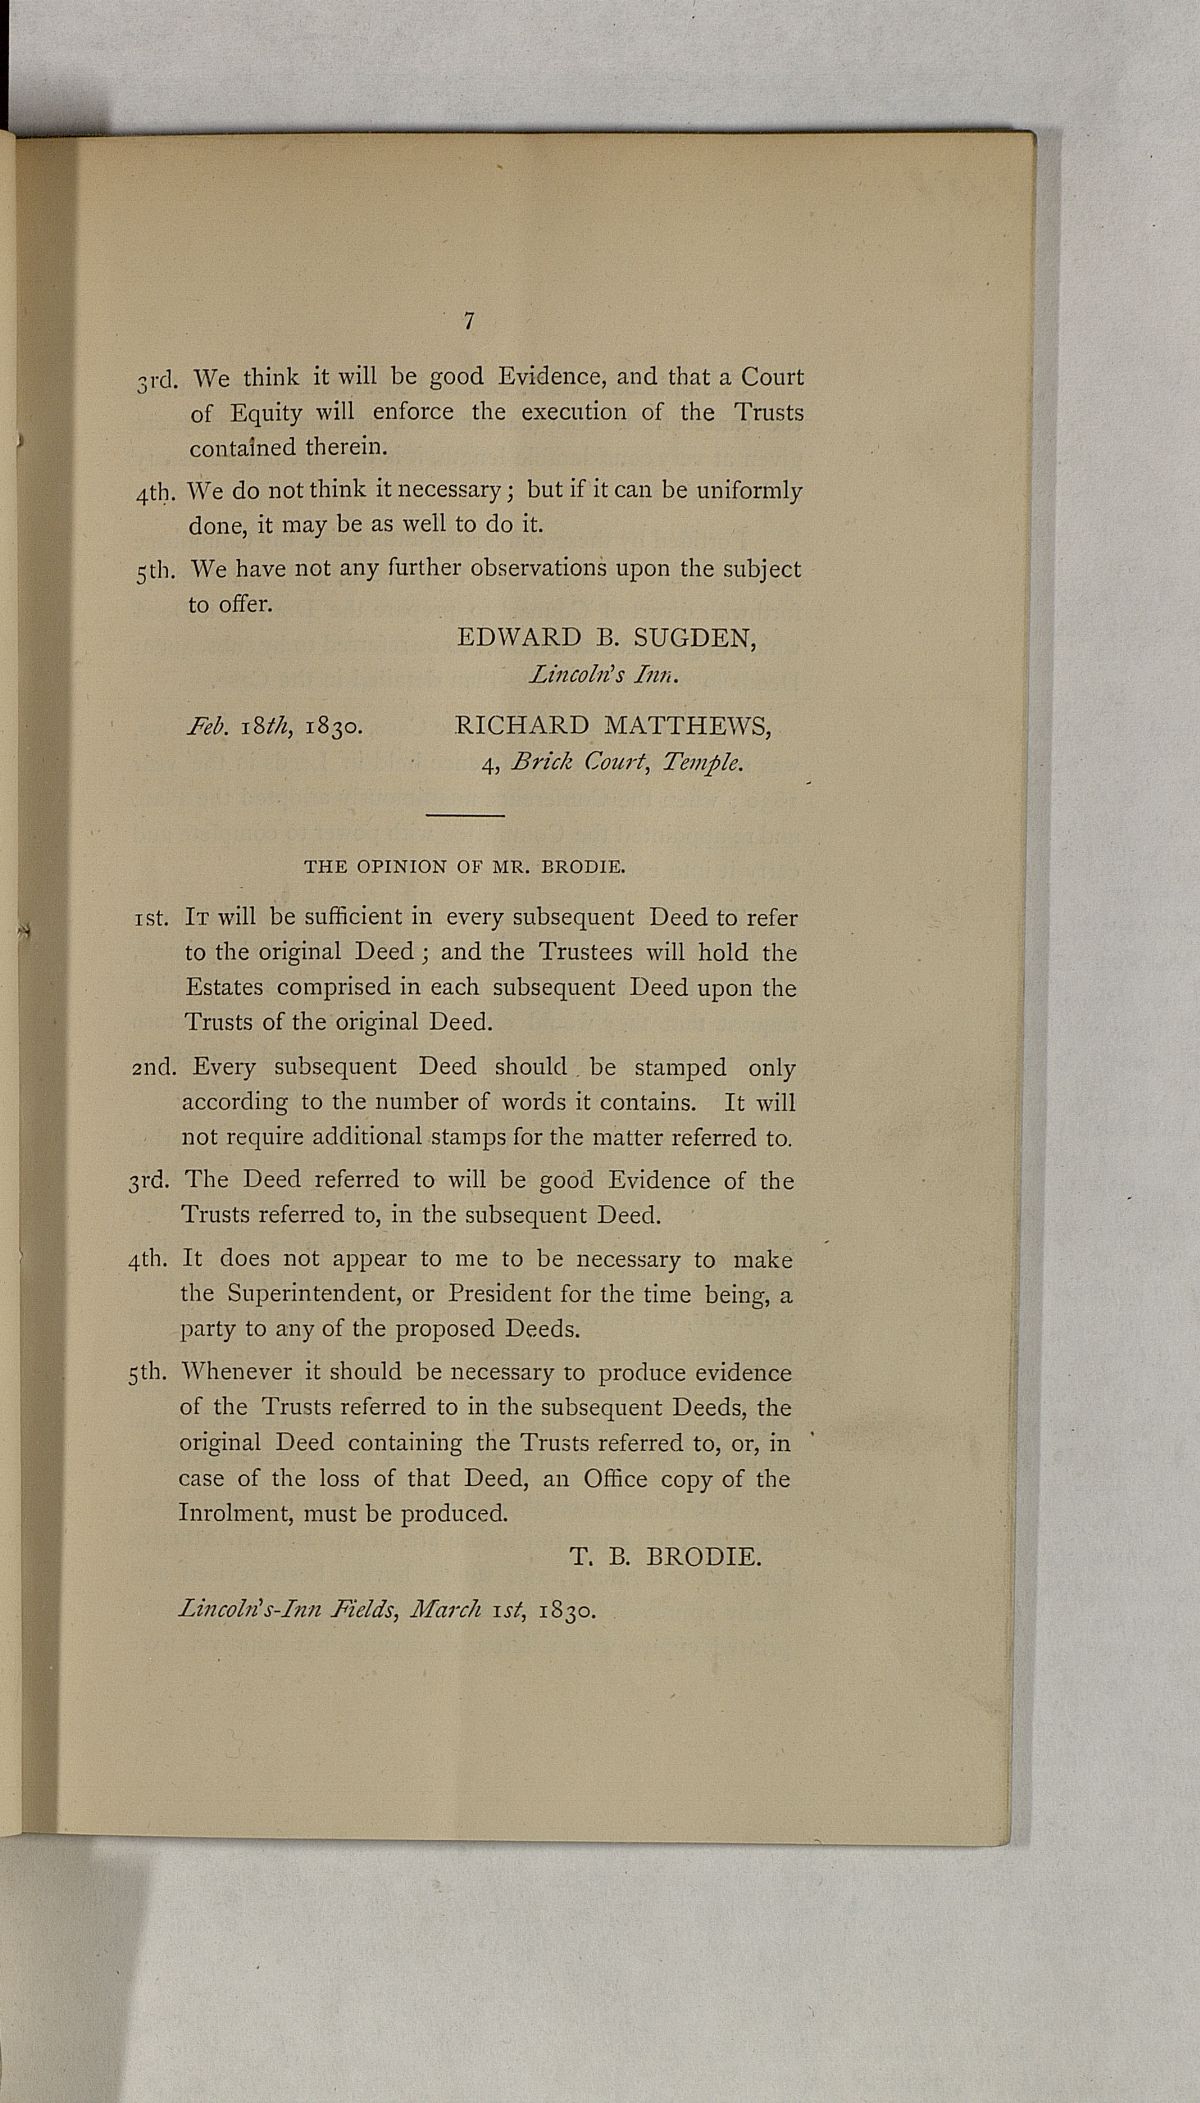 7
3rd. We think it will be good Evidence, and that a Court
of Equity will enforce the execution of the Trusts
contained therein.
4th. We do not think it necessary; but if it can be uniformly
done, it may be as well to do it.
5th. We have not any further observations upon the subject
to offer.
EDWARD B. SUGDEN,
Lincoln's Inn.
Feb. 18th, 1830. RICHARD MATTHEWS,
4, Brick Court, Temple.
THE OPINION OF MR. BRODIE.
1st. IT will be sufficient in every subsequent Deed to refer
to the original Deed; and the Trustees will hold the
Estates comprised in each subsequent Deed upon the
Trusts of the original Deed.
2nd. Every subsequent Deed should be stamped only
according to the number of words it contains. It will
not require additional stamps for the matter referred to.
3rd. The Deed referred to will be good Evidence of the
Trusts referred to, in the subsequent Deed.
4th. It does not appear to me to be necessary to make
the Superintendent, or President for the time being, a
party to any of the proposed Deeds.
5th. Whenever it should be necessary to produce evidence
of the Trusts referred to in the subsequent Deeds, the
original Deed containing the Trusts referred to, or, in
case of the loss of that Deed, an Office copy of the
Inrolment, must be produced.
T. B. BRODIE.
Lincoln's-Inn Fields, March 1st, 1830.